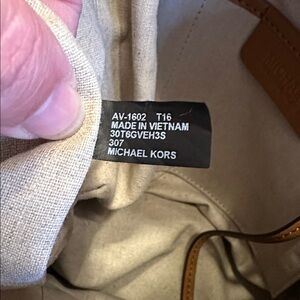 AV-1602 T16
MADE IN VIETNAM
30T6GVEH3S
307
MICHAEL KORS